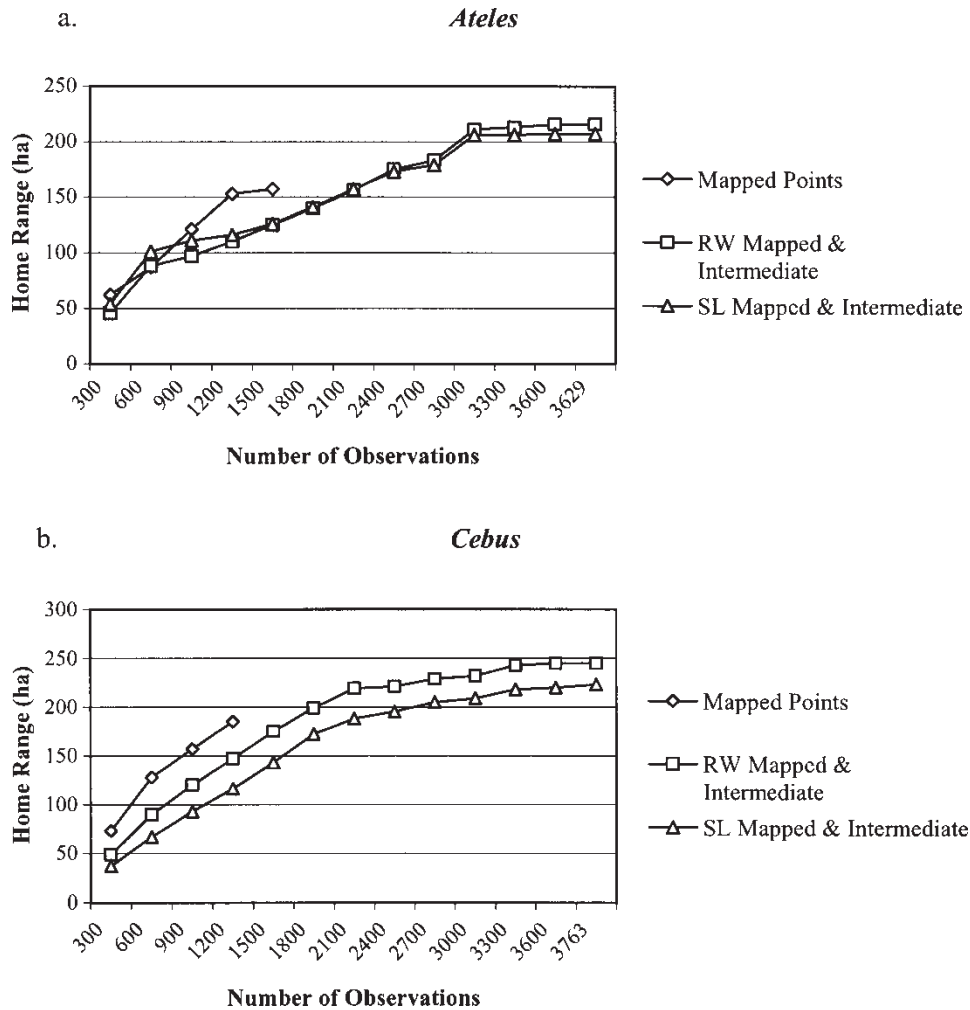 a.
Ateles
250
200
150
100
50
0
Home Range (ha)
300 600 900 1200 1500 1800 2100 2400 2700 3000 3300 3600 3629
Number of Observations
Mapped Points
RW Mapped &
Intermediate
SL Mapped & Intermediate
b.
Cebus
300
250
200
150
100
50
0
Home Range (ha)
300 600 900 1200 1500 1800 2100 2400 2700 3000 3300 3600 3763
Number of Observations
Mapped Points
RW Mapped &
Intermediate
SL Mapped & Intermediate